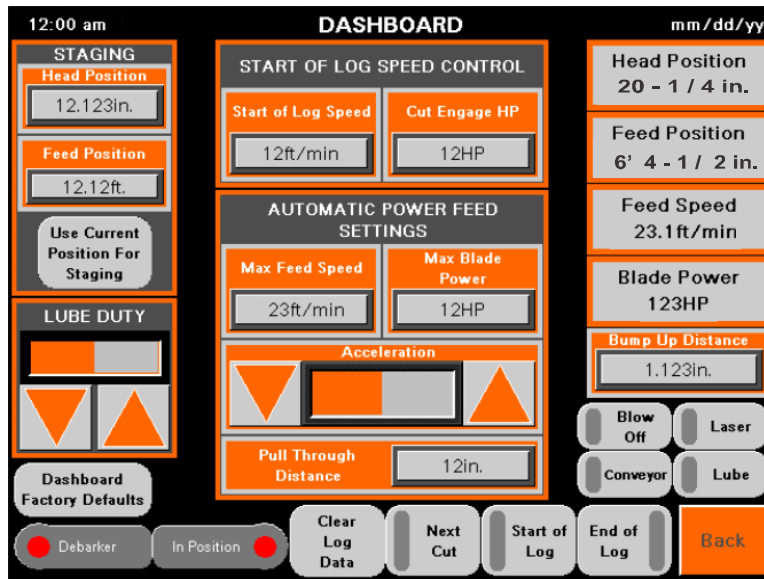 12:00 am
DASHBOARD
mm/dd/yy
STAGING
Head Position
12.123in.
Feed Position
12.12ft.
Use Current
Position For
Staging
LUBE DUTY
Dashboard
Factory Defaults
START OF LOG SPEED CONTROL
Start of Log Speed
12ft/min
Cut Engage HP
12HP
AUTOMATIC POWER FEED
SETTINGS
Max Feed Speed
23ft/min
Max Blade
Power
12HP
Acceleration
Pull Through
Distance
12in.
Head Position
20 - 1 / 4 in.
Feed Position
6' 4 - 1 / 2 in.
Feed Speed
23.1ft/min
Blade Power
123HP
Bump Up Distance
1.123in.
Blow
Off
Laser
Conveyor
Lube
Debarker
In Position
Clear
Log
Data
Next
Cut
Start of
Log
End of
Log
Back